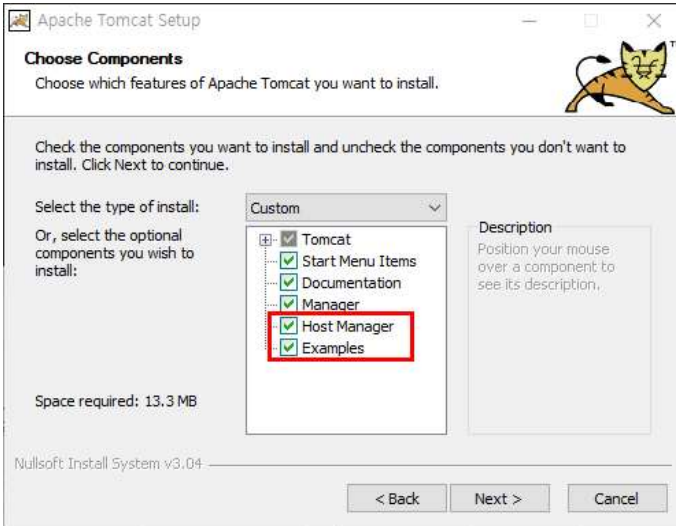 Apache Tomcat Setup
Choose Components
Choose which features of Apache Tomcat you want to install.
TM
Check the components you want to install and uncheck the components you don't want to
install. Click Next to continue.
Select the type of install:
Custom
Or, select the optional
components you wish to
install:
Tomcat
Start Menu Items
Documentation
Manager
Host Manager
Examples
Description
Position your mouse
over a component to
see its description.
Space required: 13.3 MB
Nullsoft Install System v3.04
< Back
Next >
Cancel